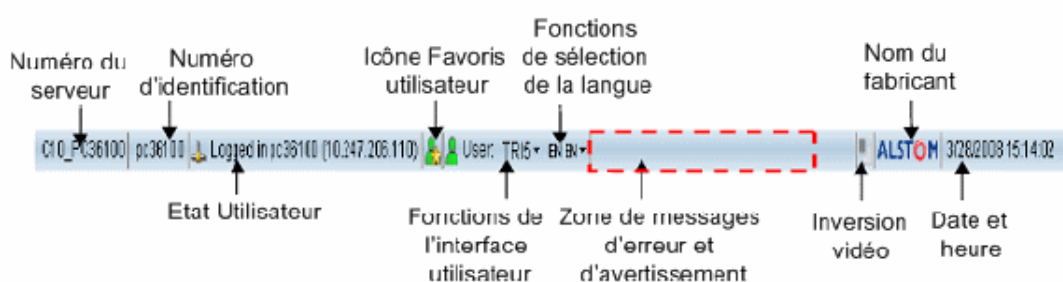 Numéro du
serveur
Numéro
d'identification
Icône Favoris
utilisateur
Fonctions
de sélection
de la langue
Nom du
fabricant
C10_PC36100 pc36100 Logged in pc36100 (10.247.206.110) User: TRI5 EN EN ALSTOM 3/28/2008 15:14:02
Etat Utilisateur
Fonctions de
l'interface
utilisateur
Zone de messages
d'erreur et
d'avertissement
Inversion
vidéo
Date et
heure